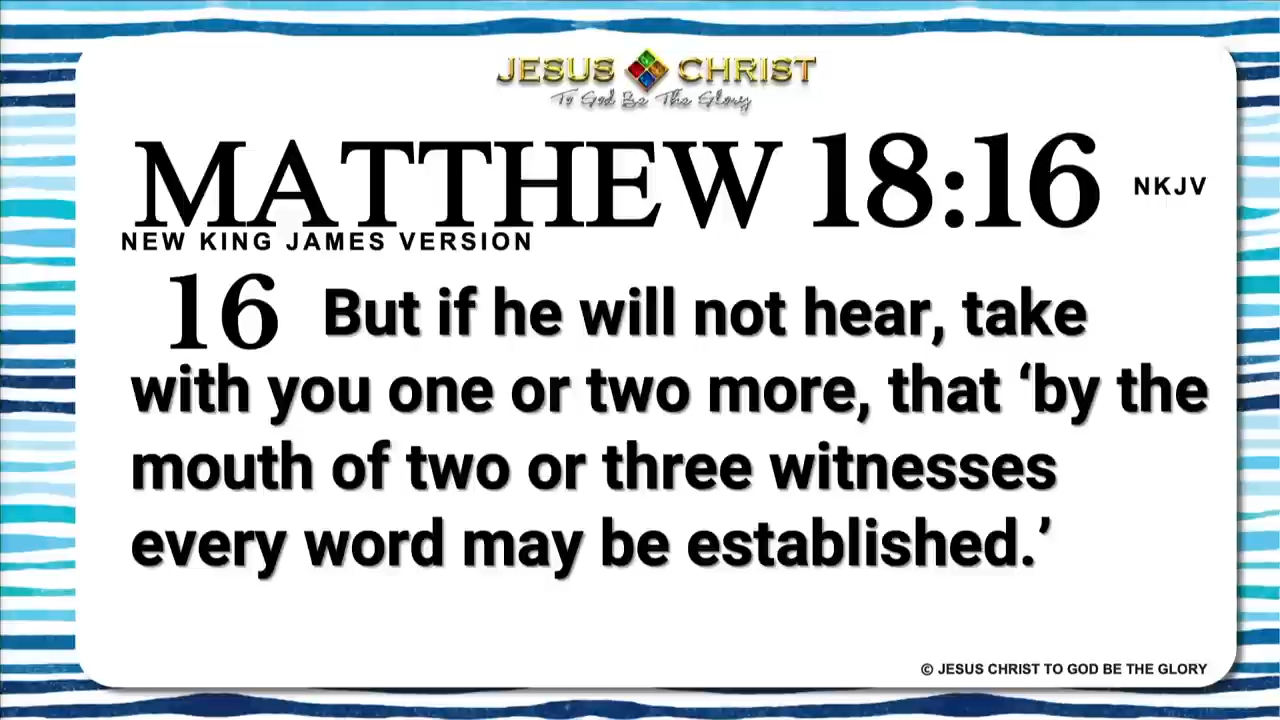 JESUS CHRIST
To God Be The Glory
MATTHEW 18:16 NKJV
NEW KING JAMES VERSION
16 But if he will not hear, take
with you one or two more, that ‘by the
mouth of two or three witnesses
every word may be established.’
© JESUS CHRIST TO GOD BE THE GLORY